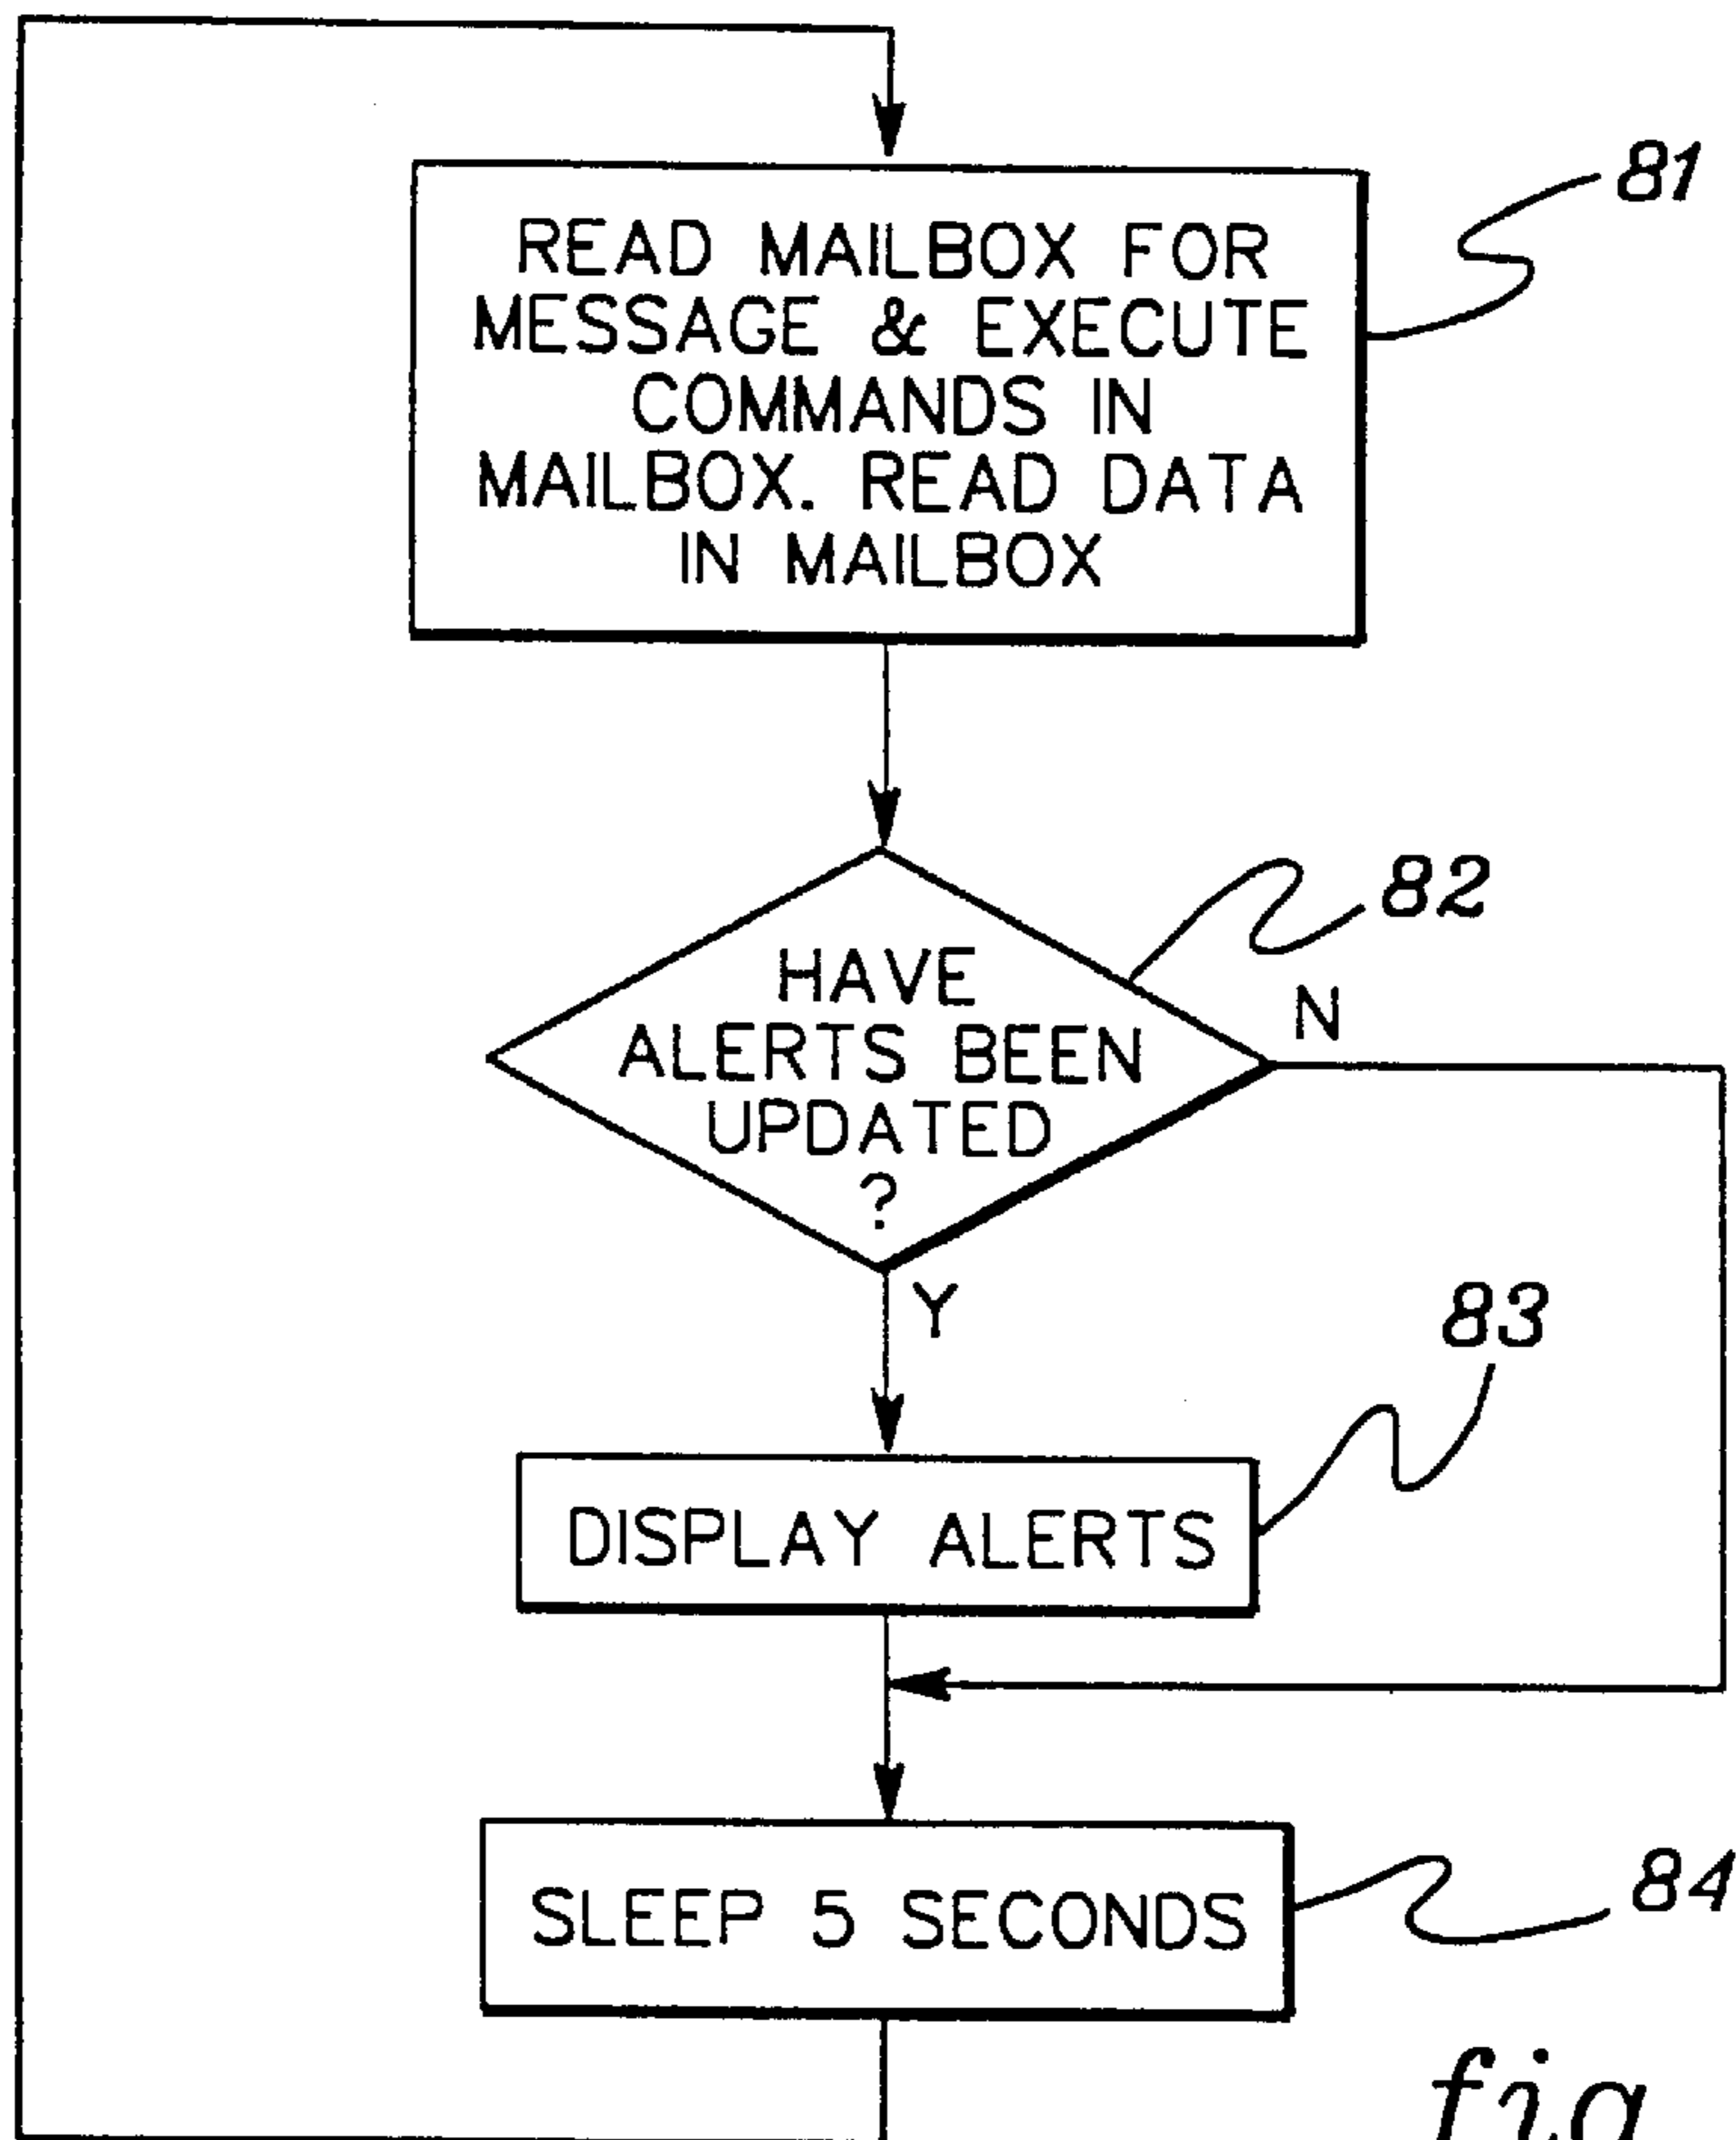 81
READ MAILBOX FOR
MESSAGE & EXECUTE
COMMANDS IN
MAILBOX. READ DATA
IN MAILBOX
82
HAVE
ALERTS BEEN
UPDATED
?
N
Y
83
DISPLAY ALERTS
84
SLEEP 5 SECONDS
fig